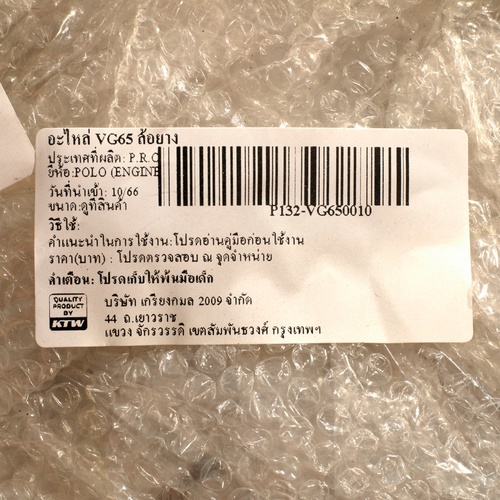 อะไหล่ VG65 ล้อยาง
ประเทศที่ผลิต: P.R.C
ยี่ห้อ:POLO (ENGINE
วันที่นำเข้า: 10/66
ขนาด:ดูที่สินค้า
P132-VG650010
วิธีใช้:
คำแนะนำในการใช้งาน:โปรดอ่านคู่มือก่อนใช้งาน
ราคา(บาท) : โปรดตรวจสอบ ณ จุดจำหน่าย
คำเตือน: โปรดเก็บให้พ้นมือเด็ก
QUALITY PRODUCT BY KTW
บริษัท เกรียงกมล 2009 จำกัด
44 ถ.เยาวราช
แขวง จักรวรรดิ เขตสัมพันธวงศ์ กรุงเทพฯ